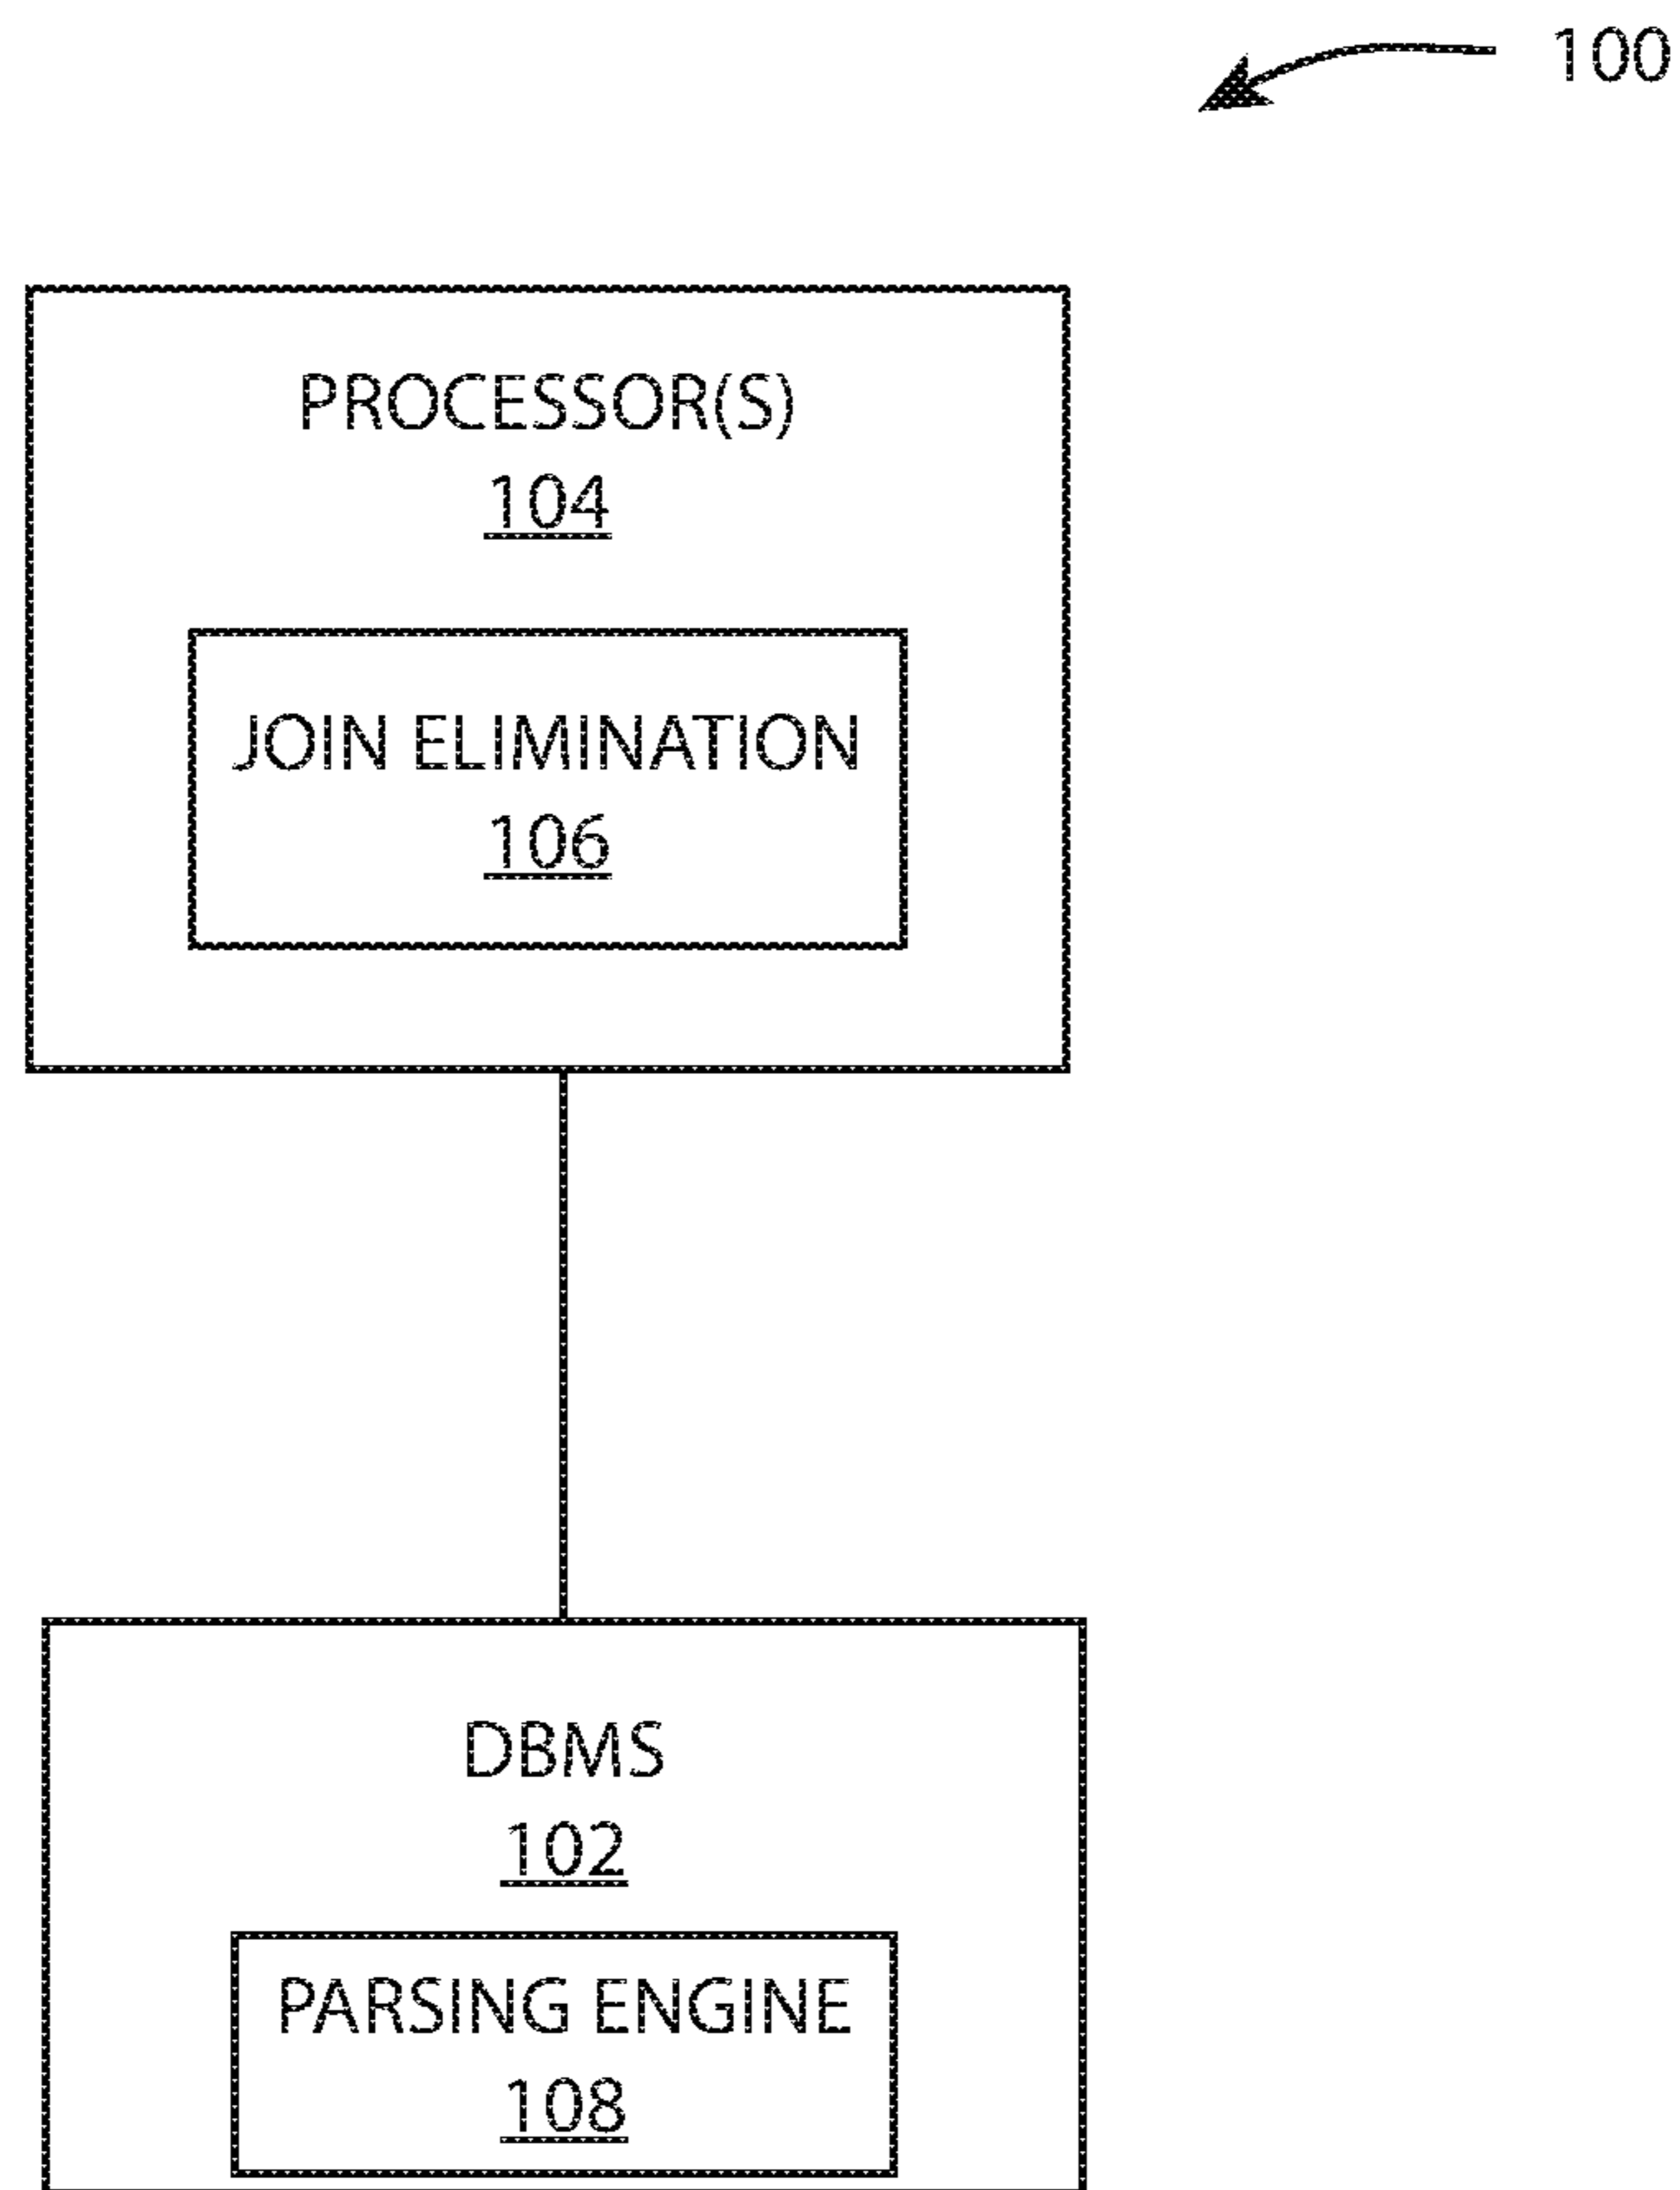 100
PROCESSOR(S)
104
JOIN ELIMINATION
106
DBMS
102
PARSING ENGINE
108